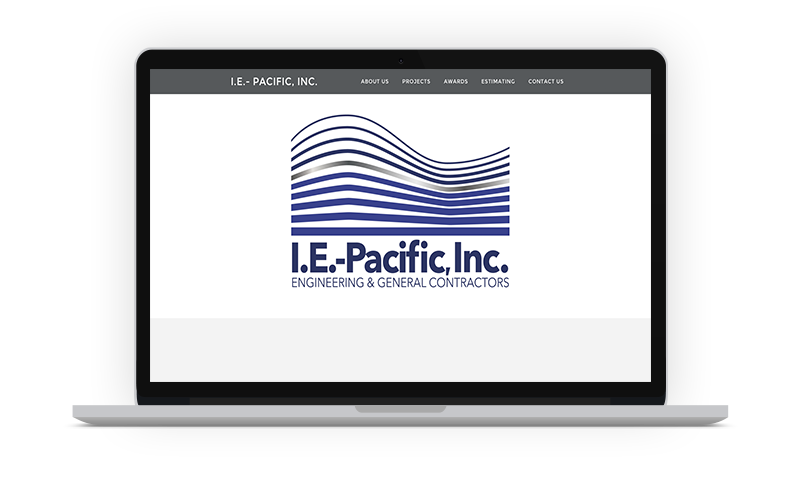 I.E.- PACIFIC, INC. ABOUT US PROJECTS AWARDS ESTIMATING CONTACT US
I.E.-Pacific, Inc.
ENGINEERING & GENERAL CONTRACTORS